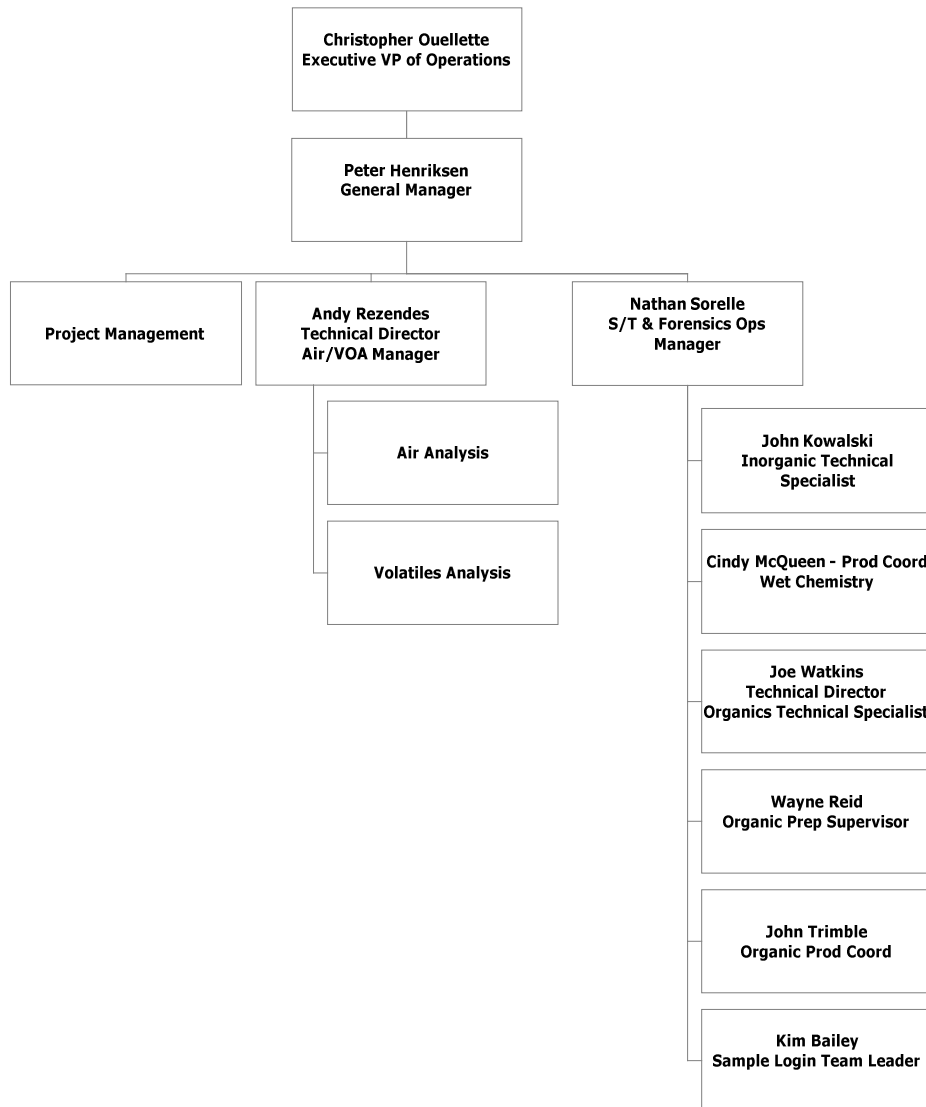 Christopher Ouellette
Executive VP of Operations
Peter Henriksen
General Manager
Project Management
Andy Rezendes
Technical Director
Air/VOA Manager
Nathan Sorelle
S/T & Forensics Ops
Manager
Air Analysis
Volatiles Analysis
John Kowalski
Inorganic Technical
Specialist
Cindy McQueen - Prod Coord
Wet Chemistry
Joe Watkins
Technical Director
Organics Technical Specialist
Wayne Reid
Organic Prep Supervisor
John Trimble
Organic Prod Coord
Kim Bailey
Sample Login Team Leader